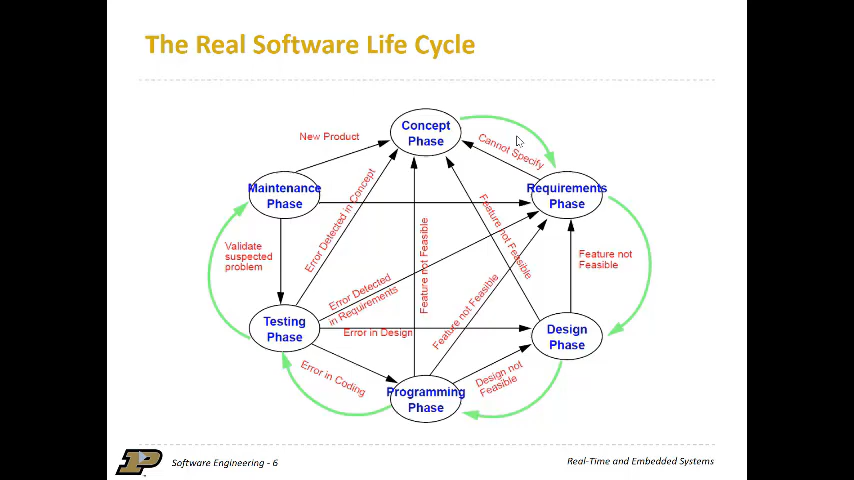 The Real Software Life Cycle
Concept
Phase
New Product
Cannot Specify
Maintenance
Phase
Requirements
Phase
Error Detected in Concept
Feature not Feasible
Feature not Feasible
Validate
suspected
problem
Feature not
Feasible
Error Detected
in Requirements
Feature not Feasible
Testing
Phase
Error in Design
Design
Phase
Error in Coding
Design not
Feasible
Programming
Phase
P
Software Engineering - 6
Real-Time and Embedded Systems